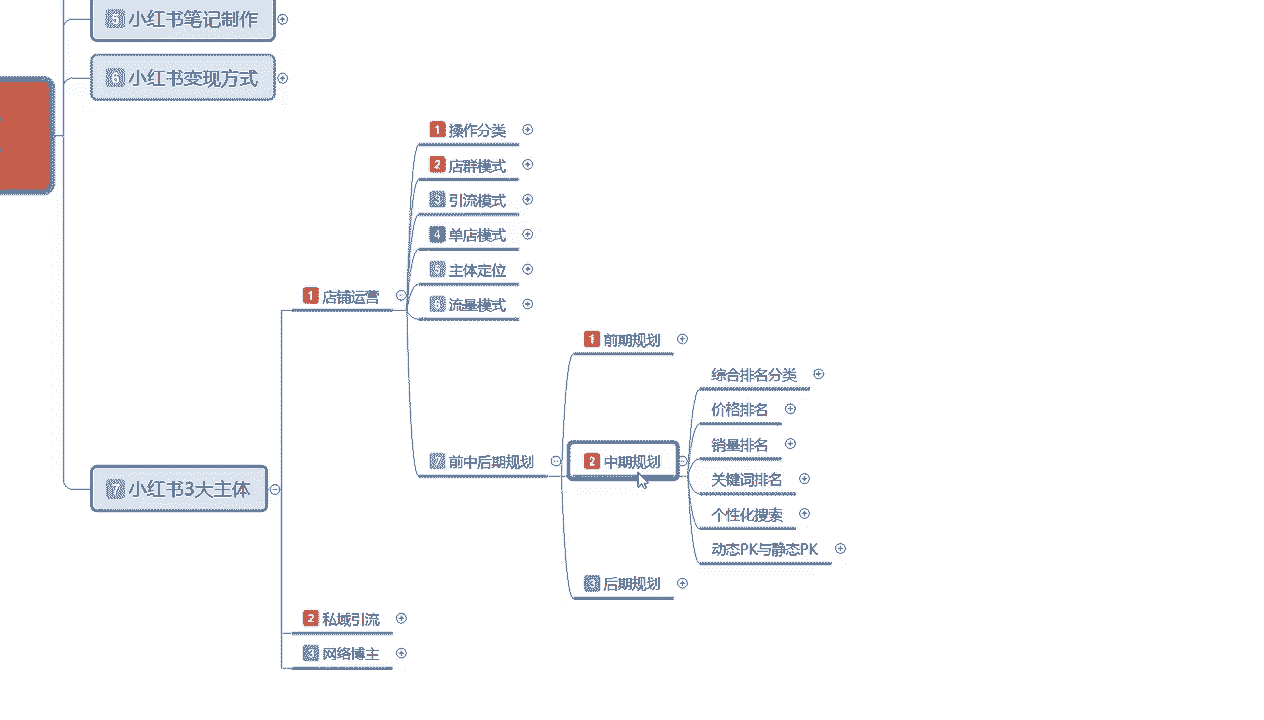 5 小红书笔记制作
6 小红书变现方式
1 操作分类
2 店群模式
3 引流模式
4 单店模式
1 店铺运营
5 主体定位
6 流量模式
1 前期规划
综合排名分类
价格排名
销量排名
7 前中后期规划
2 中期规划
关键词排名
7 小红书3大主体
个性化搜索
动态PK与静态PK
3 后期规划
2 私域引流
3 网络博主